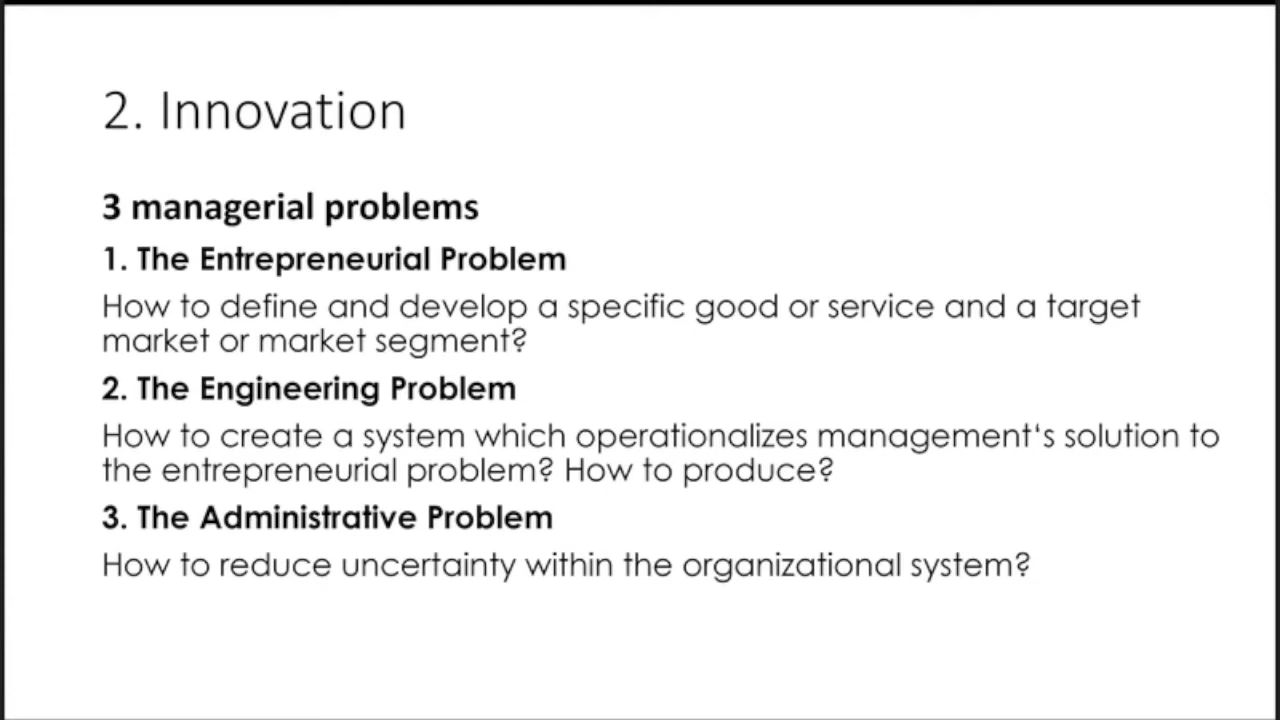 2. Innovation
3 managerial problems
1. The Entrepreneurial Problem
How to define and develop a specific good or service and a target
market or market segment?
2. The Engineering Problem
How to create a system which operationalizes management‘s solution to
the entrepreneurial problem? How to produce?
3. The Administrative Problem
How to reduce uncertainty within the organizational system?